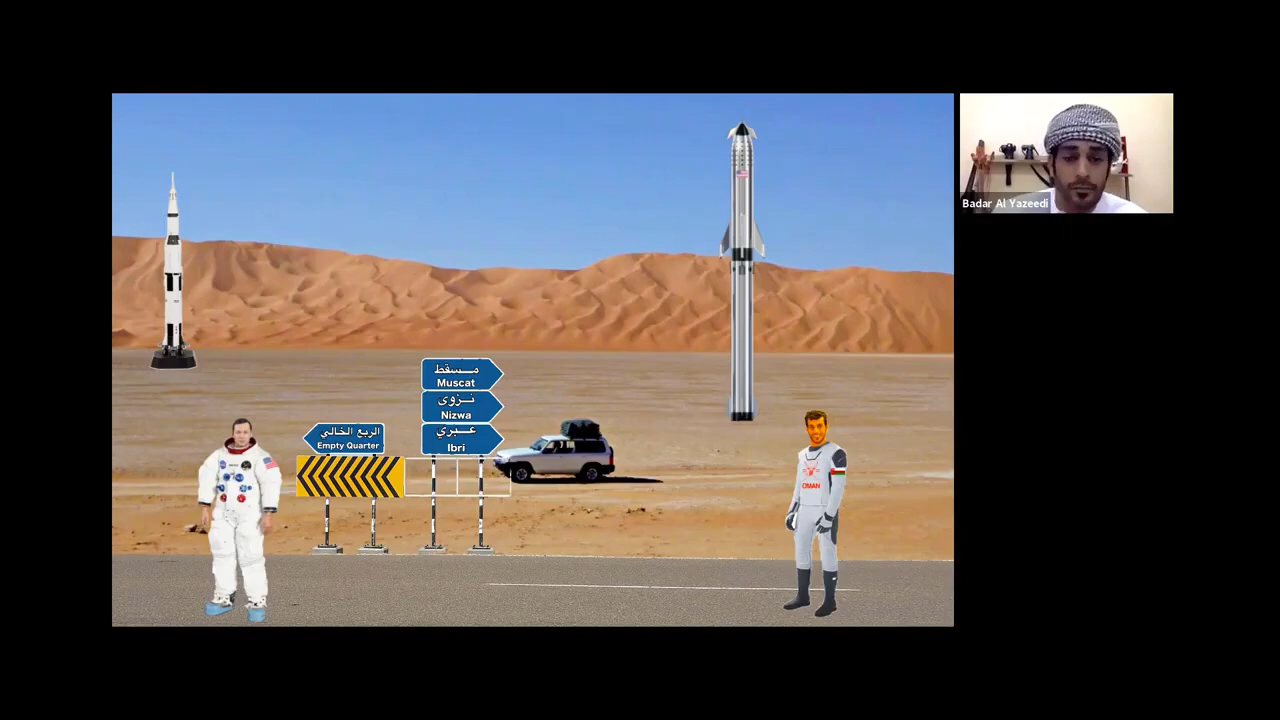 مسقط
Muscat
نزوى
Nizwa
عبري
Ibri
الربع الخالي
Empty Quarter
OMAN
Badar Al Yazeedi